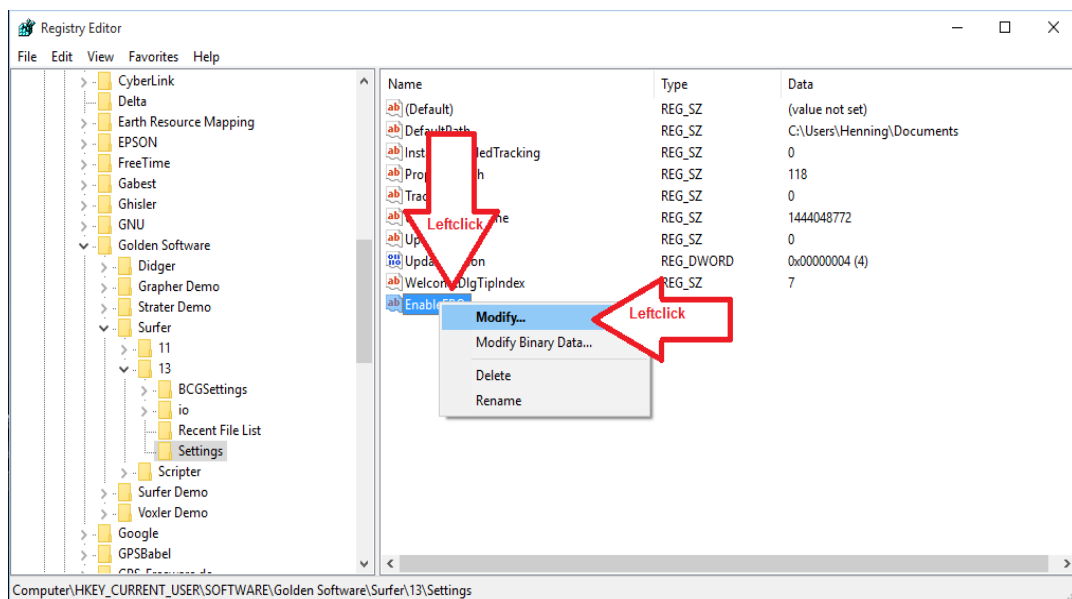 Registry Editor
File Edit View Favorites Help
CyberLink
Delta
Earth Resource Mapping
EPSON
FreeTime
Gabest
Ghisler
GNU
Golden Software
Didger
Grapher Demo
Strater Demo
Surfer
11
13
BCGSettings
io
Recent File List
Settings
Scripter
Surfer Demo
Voxler Demo
Google
GPSBabel
Name Type Data
(Default) REG_SZ (value not set)
REG_SZ C:\Users\Henning\Documents
REG_SZ 0
REG_SZ 118
REG_SZ 0
REG_SZ 1444048772
REG_SZ 0
REG_DWORD 0x00000004 (4)
REG_SZ 7
Leftclick
Modify...
Leftclick
Modify Binary Data...
Delete
Rename
Computer\HKEY_CURRENT_USER\SOFTWARE\Golden Software\Surfer\13\Settings